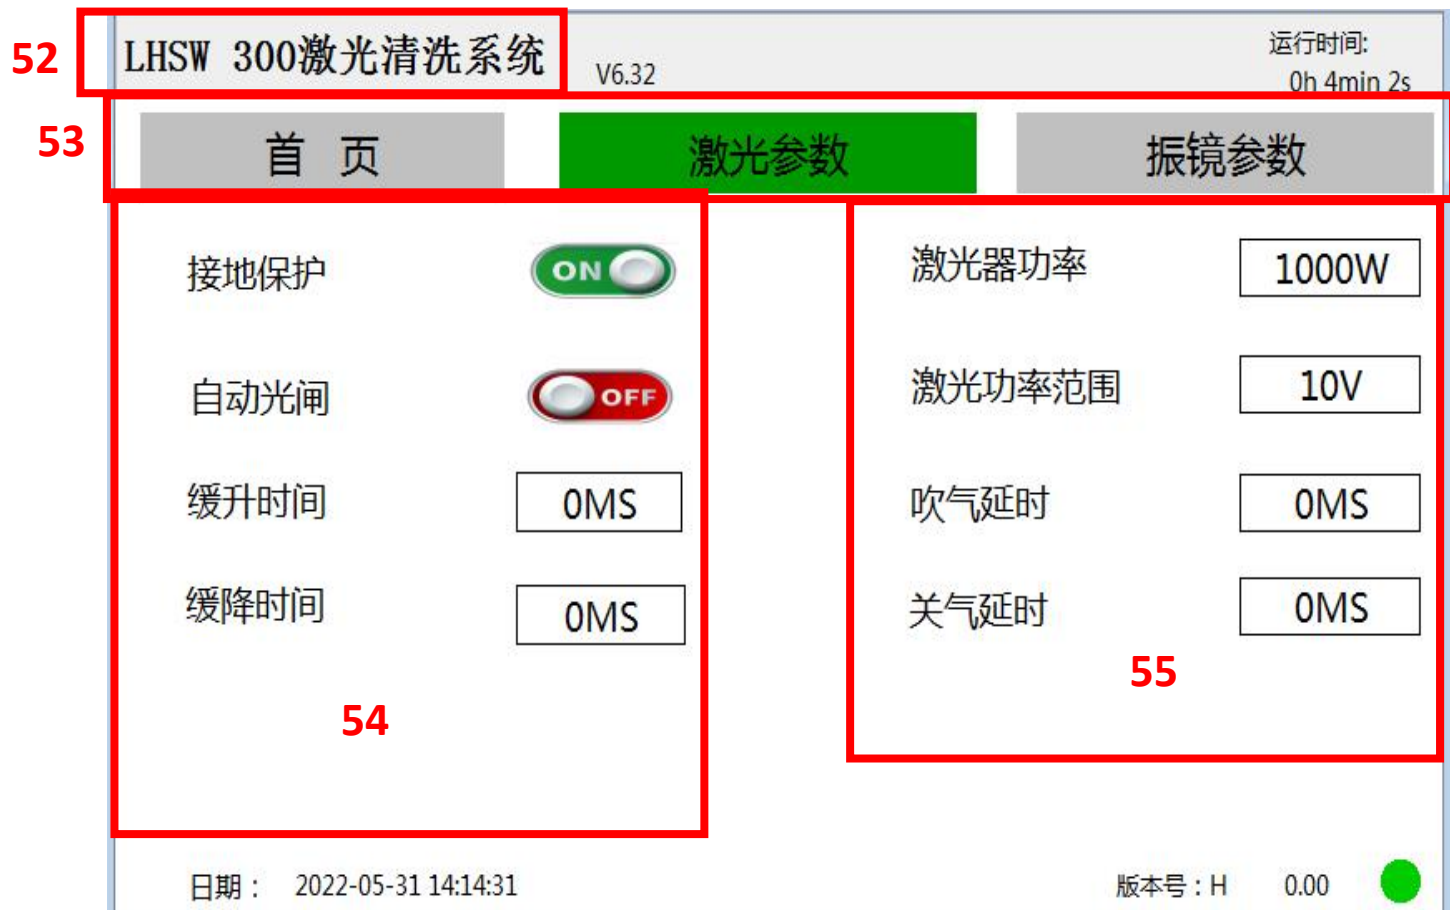 52
LHSW 300激光清洗系统
V6.32
运行时间:
0h 4min 2s
53
首 页
激光参数
振镜参数
接地保护
ON
激光器功率
1000W
自动光闸
OFF
激光功率范围
10V
缓升时间
0MS
吹气延时
0MS
缓降时间
0MS
关气延时
0MS
54
55
日期： 2022-05-31 14:14:31
版本号：H 0.00